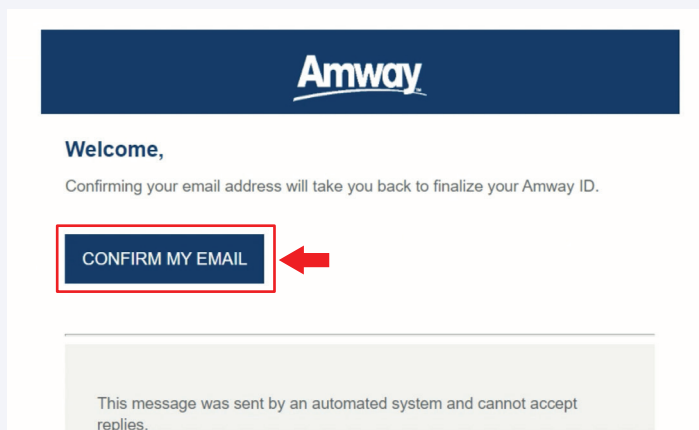 Amway™
Welcome,
Confirming your email address will take you back to finalize your Amway ID.
CONFIRM MY EMAIL
This message was sent by an automated system and cannot accept
replies.